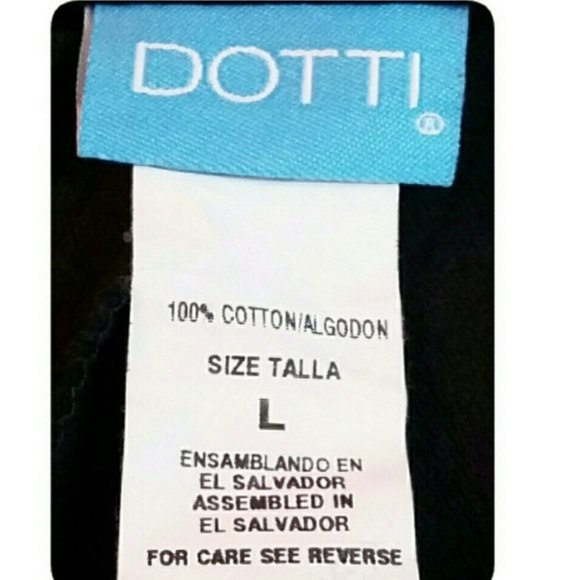 DOTTI
®
100% COTTON/ALGODON
SIZE TALLA
L
ENSAMBLANDO EN
EL SALVADOR
ASSEMBLED IN
EL SALVADOR
FOR CARE SEE REVERSE